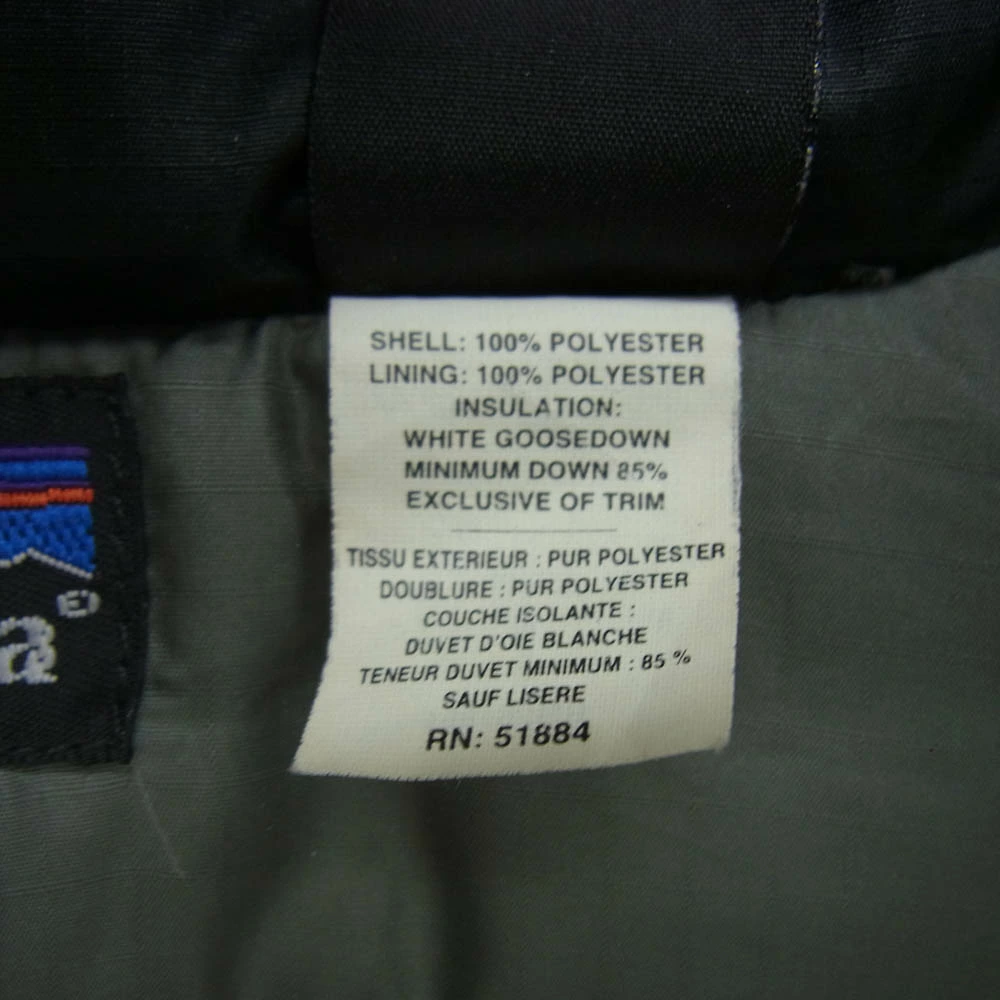 SHELL: 100% POLYESTER
LINING: 100% POLYESTER
INSULATION:
WHITE GOOSEDOWN
MINIMUM DOWN 85%
EXCLUSIVE OF TRIM
TISSU EXTERIEUR : PUR POLYESTER
DOUBLURE : PUR POLYESTER
COUCHE ISOLANTE :
DUVET D'OIE BLANCHE
TENEUR DUVET MINIMUM : 85 %
SAUF LISERE
RN: 51884
a®